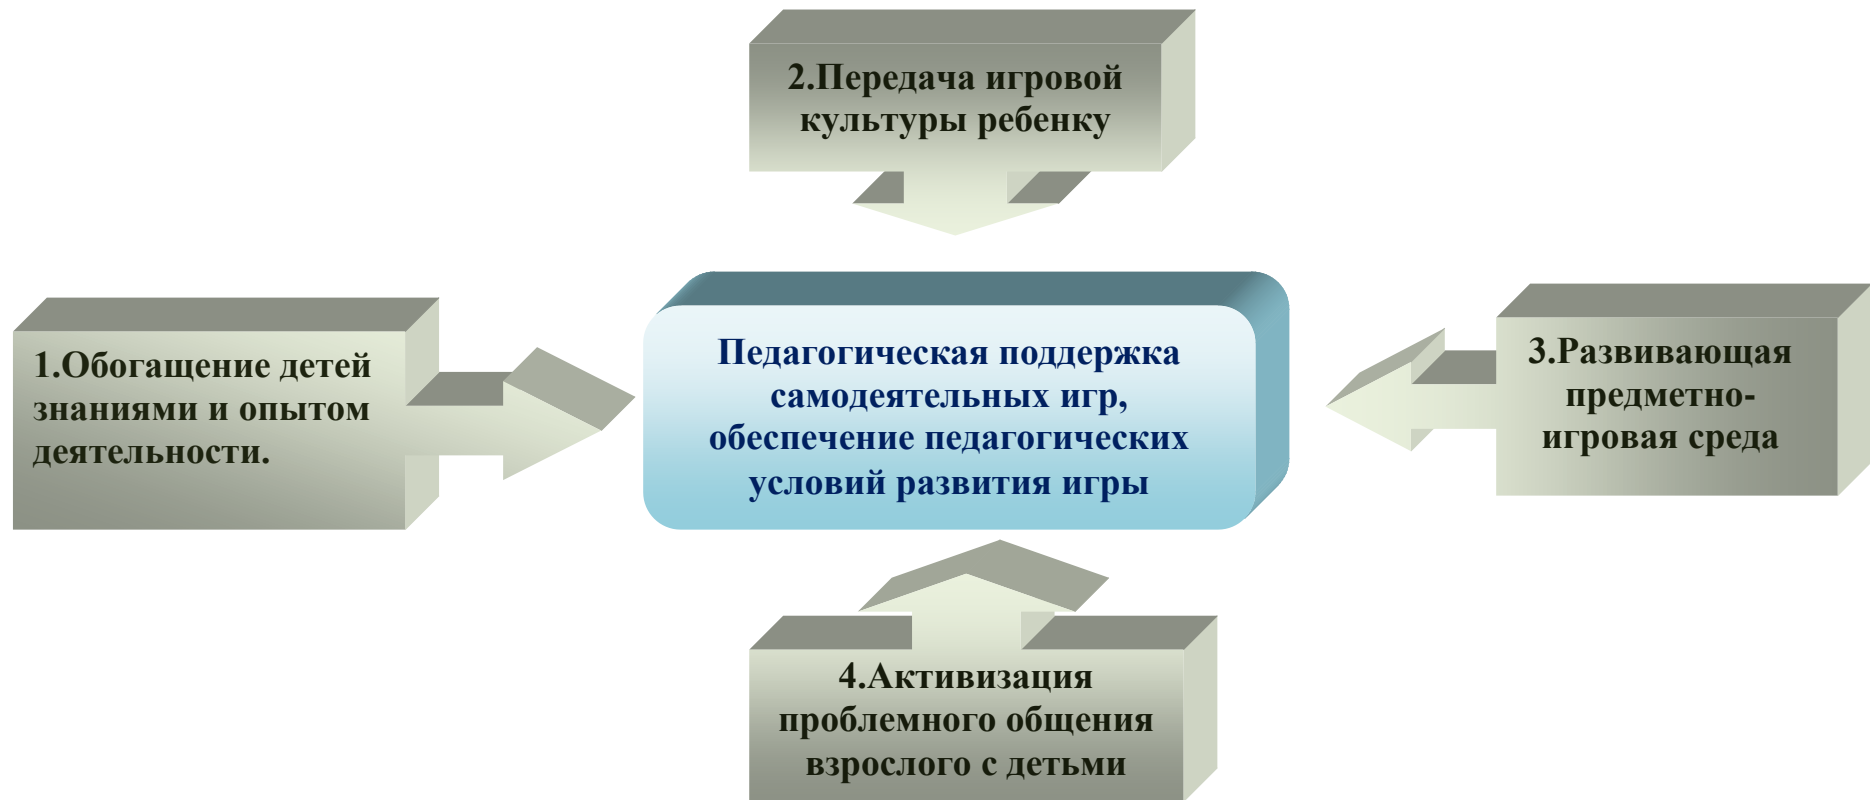 2.Передача игровой
культуры ребенку
1.Обогащение детей
знаниями и опытом
деятельности.
Педагогическая поддержка
самодеятельных игр,
обеспечение педагогических
условий развития игры
3.Развивающая
предметно-
игровая среда
4.Активизация
проблемного общения
взрослого с детьми